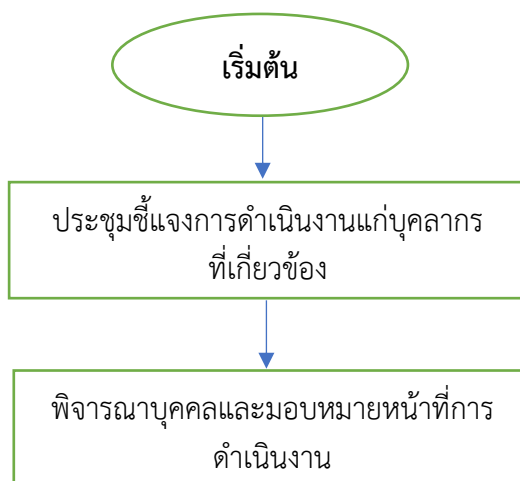 เริ่มต้น
ประชุมชี้แจงการดำเนินงานแก่บุคลากร
ที่เกี่ยวข้อง
พิจารณาบุคคลและมอบหมายหน้าที่การ
ดำเนินงาน